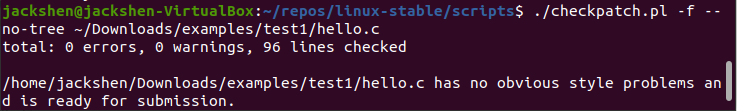 jackshen@jackshen-VirtualBox:~/repos/linux-stable/scripts$ ./checkpatch.pl -f --
no-tree ~/Downloads/examples/test1/hello.c
total: 0 errors, 0 warnings, 96 lines checked
/home/jackshen/Downloads/examples/test1/hello.c has no obvious style problems an
d is ready for submission.